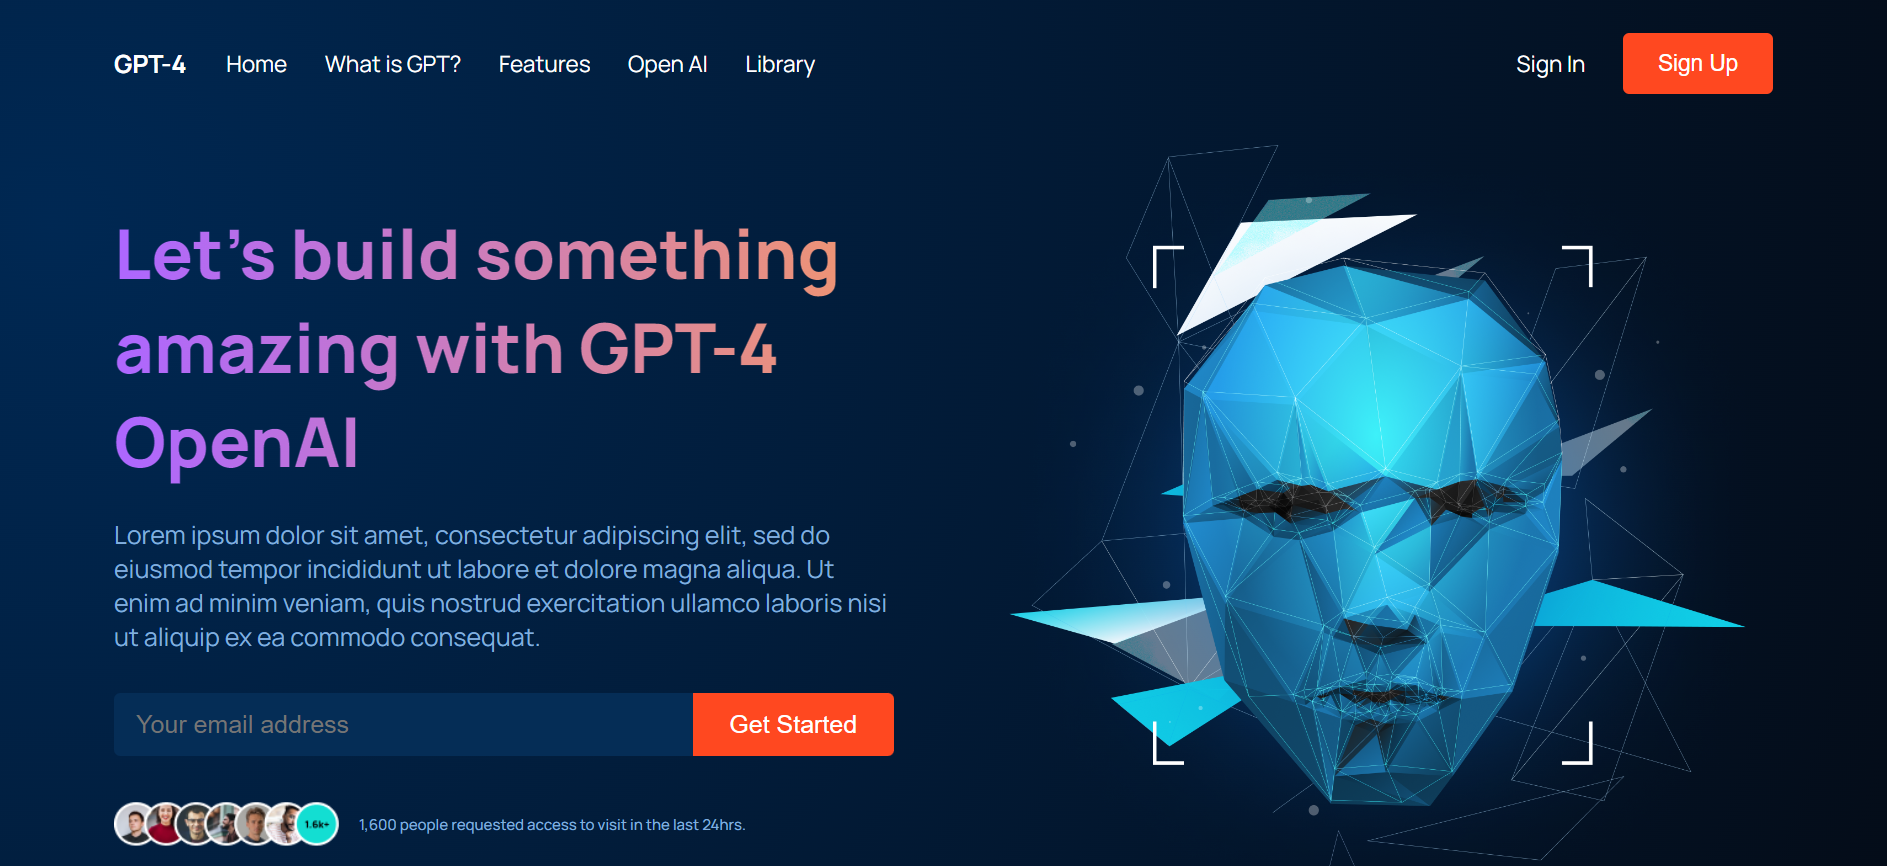 GPT-4 Home What is GPT? Features Open AI Library Sign In Sign Up
Let’s build something
amazing with GPT-4
OpenAI
Lorem ipsum dolor sit amet, consectetur adipiscing elit, sed do
eiusmod tempor incididunt ut labore et dolore magna aliqua. Ut
enim ad minim veniam, quis nostrud exercitation ullamco laboris nisi
ut aliquip ex ea commodo consequat.
Your email address Get Started
1.6k+ 1,600 people requested access to visit in the last 24hrs.